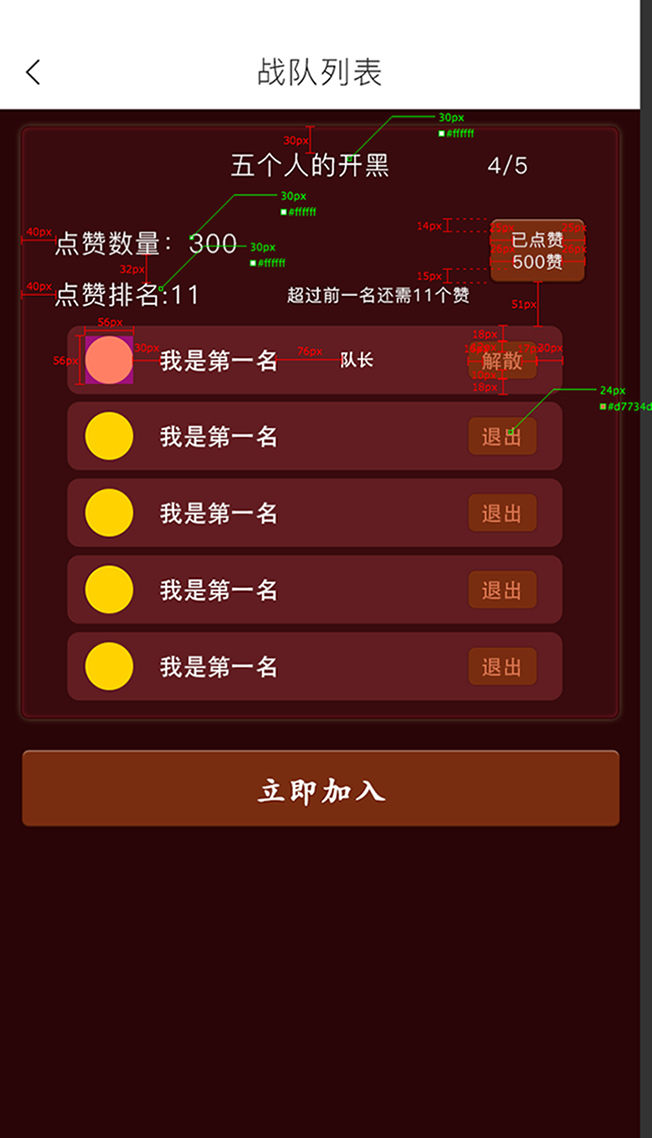 战队列表
30px
#ffffff
30px
五个人的开黑
4/5
30px
#ffffff
14px
25px
25px
已点赞
40px
点赞数量：300
30px
#ffffff
500赞
32px
15px
40px
点赞排名:11
超过前一名还需11个赞
51px
56px
18px
56px
30px
我是第一名
76px
队长
解散
20px
18px
24px
#d7734d
我是第一名
退出
我是第一名
退出
我是第一名
退出
我是第一名
退出
立即加入